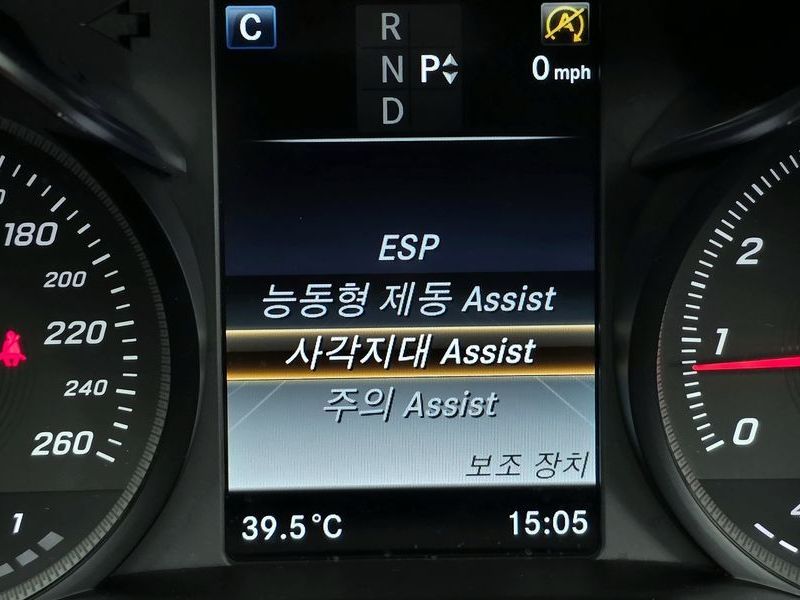 C
R
N P
D
0 mph
ESP
능동형 제동 Assist
사각지대 Assist
주의 Assist
보조 장치
39.5°C 15:05
180
200
220
240
260
1
2
1
0